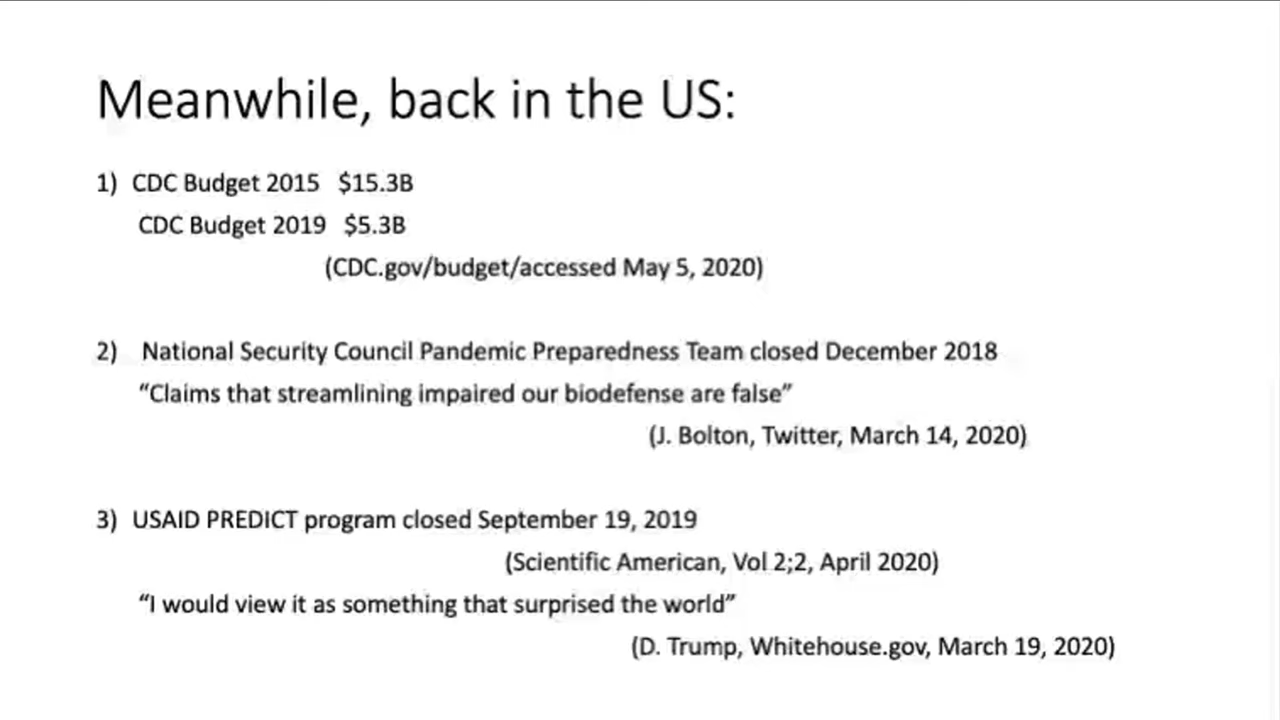 Meanwhile, back in the US:
1) CDC Budget 2015 $15.3B
CDC Budget 2019 $5.3B
(CDC.gov/budget/accessed May 5, 2020)
2) National Security Council Pandemic Preparedness Team closed December 2018
“Claims that streamlining impaired our biodefense are false”
(J. Bolton, Twitter, March 14, 2020)
3) USAID PREDICT program closed September 19, 2019
(Scientific American, Vol 2;2, April 2020)
“I would view it as something that surprised the world”
(D. Trump, Whitehouse.gov, March 19, 2020)